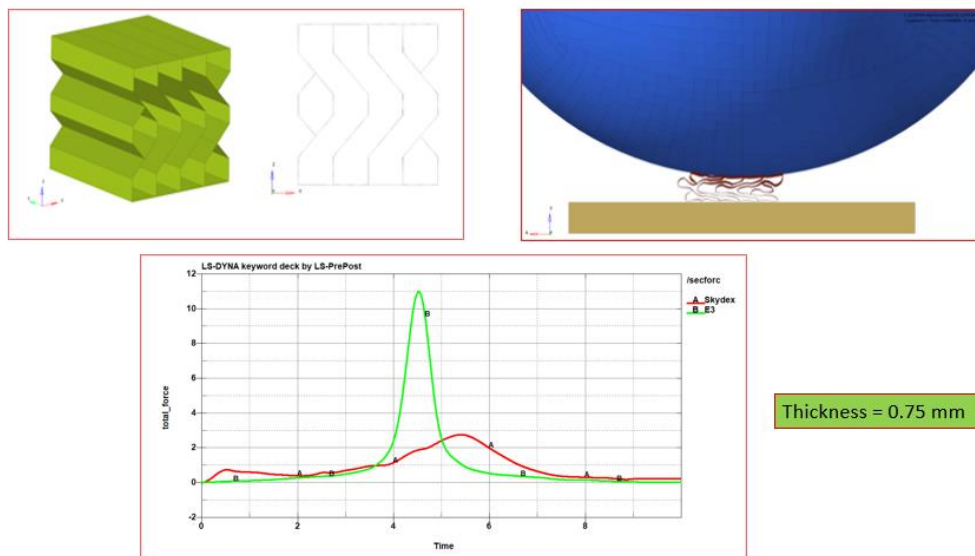 LS-DYNA keyword deck by LS-PrePost
/secforc
A Skydex
B E3
total_force
12
10
8
6
4
2
0
-2
0 2 4 6 8
Time
A A A A A
B B B B B
Thickness = 0.75 mm